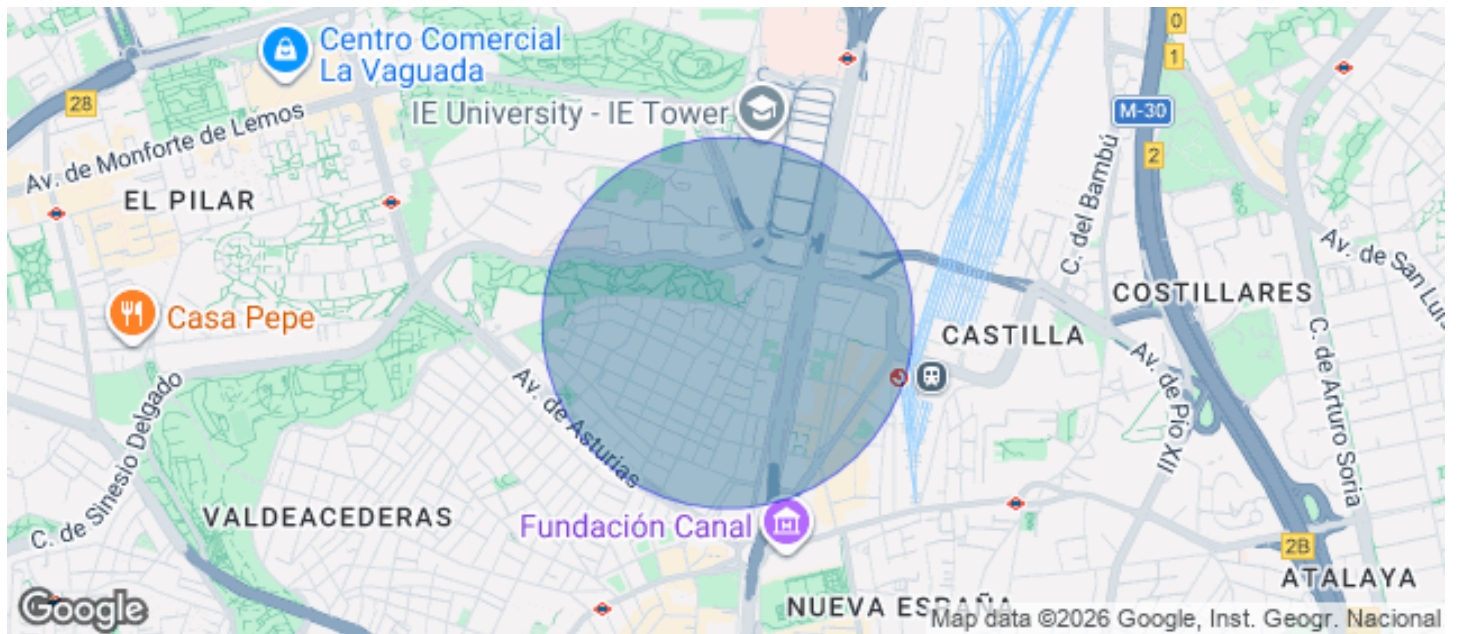 Centro Comercial
La Vaguada
IE University - IE Tower
0
1
M-30
2
28
Av. de Monforte de Lemos
EL PILAR
C. del Bambú
Av. de San Luis
COSTILLARES
Casa Pepe
CASTILLA
Av. de Pío XII
C. de Arturo Soria
Av. de Asturias
C. de Sinesio Delgado
VALDEACEDERAS
Fundación Canal
2B
ATALAYA
NUEVA ESPAÑA
Google
Map data ©2026 Google, Inst. Geogr. Nacional